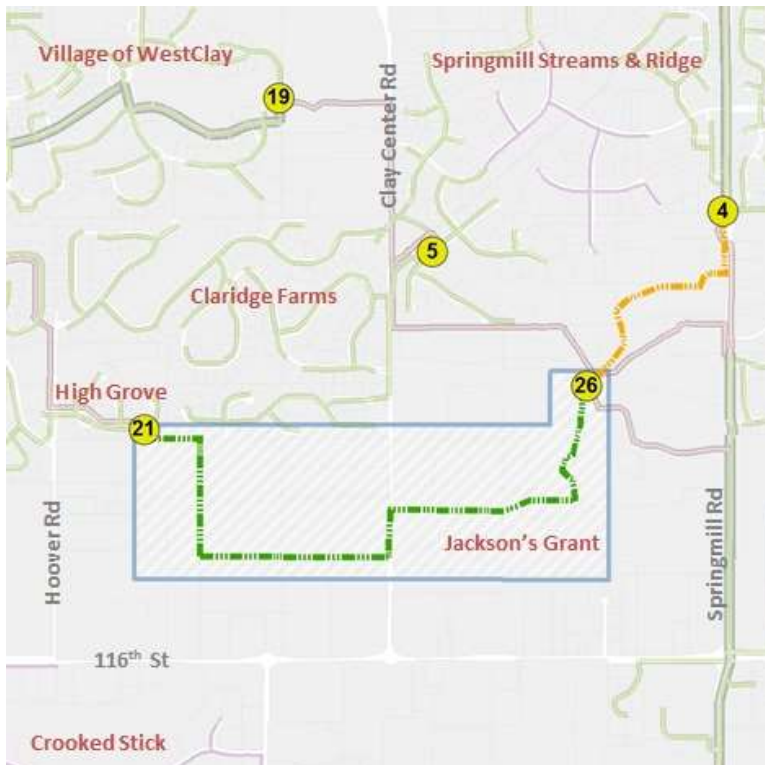 Village of WestClay
Springmill Streams & Ridge
19
Clay Center Rd
4
5
Claridge Farms
High Grove
26
21
Jackson's Grant
Hoover Rd
Springmill Rd
116th St
Crooked Stick